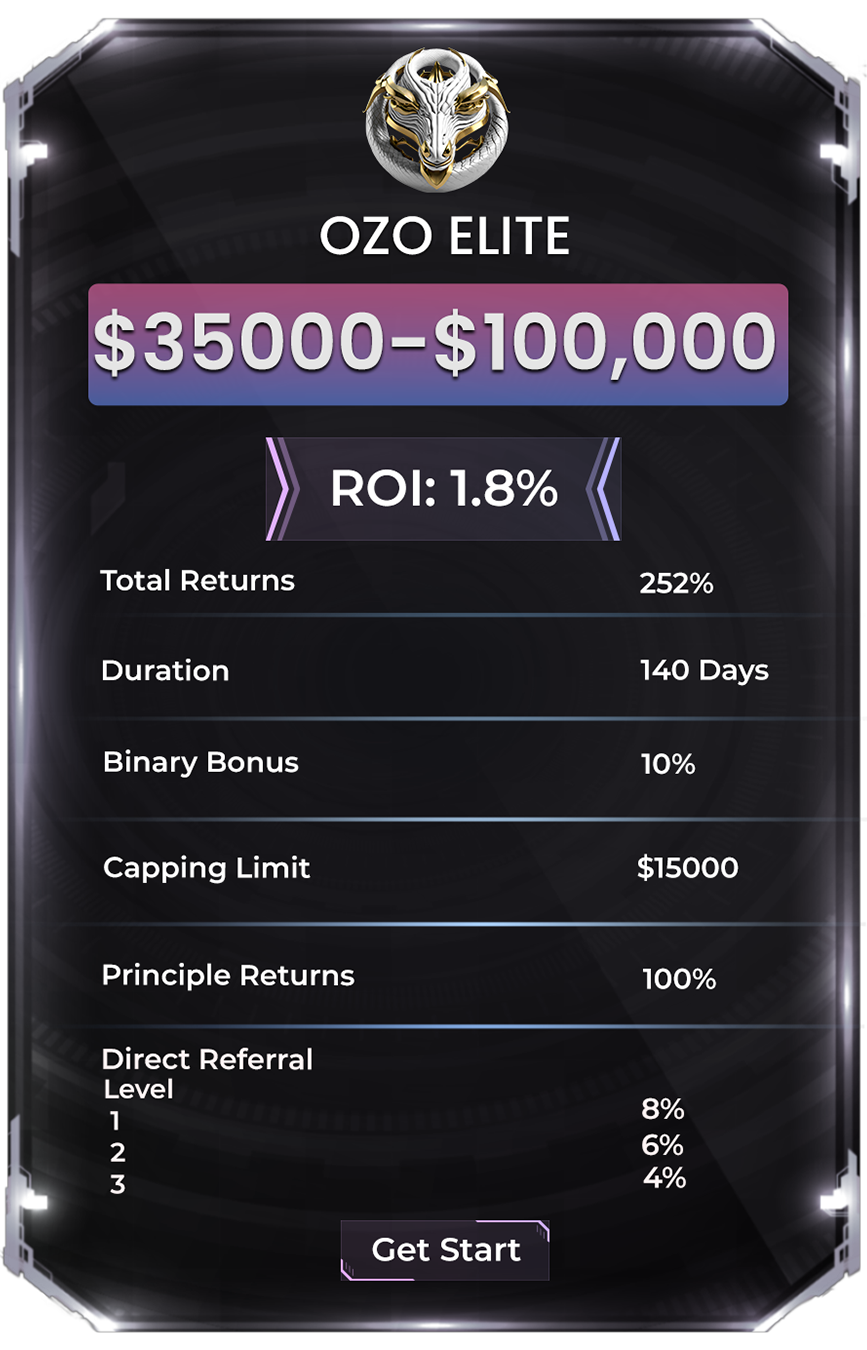 OZO ELITE
$35000-$100,000
ROI: 1.8%
Total Returns 252%
Duration 140 Days
Binary Bonus 10%
Capping Limit $15000
Principle Returns 100%
Direct Referral
Level
1 8%
2 6%
3 4%
Get Start